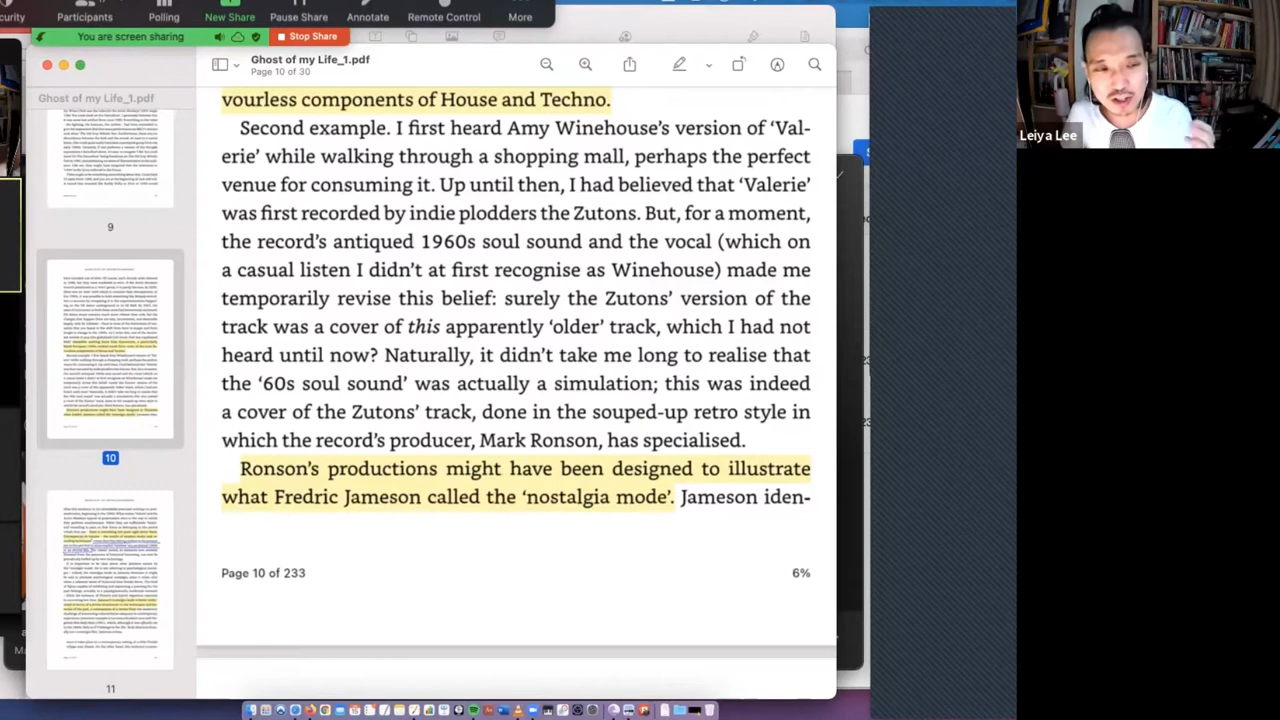 curity
Participants
Polling
New Share
Pause Share
Annotate
Remote Control
More
You are screen sharing
Stop Share
Ghost of my Life_1.pdf
Page 10 of 30
Ghost of my Life_1.pdf
9
10
11
vourless components of House and Techno.
Second example. I first heard Amy Winehouse’s version of ‘Val-
erie’ while walking through a shopping mall, perhaps the perfect
venue for consuming it. Up until then, I had believed that ‘Valerie’
was first recorded by indie plodders the Zutons. But, for a moment,
the record’s antiqued 1960s soul sound and the vocal (which on
a casual listen I didn’t at first recognise as Winehouse) made me
temporarily revise this belief: surely the Zutons’ version of the
track was a cover of this apparently ‘older’ track, which I had not
heard until now? Naturally, it didn’t take me long to realise that
the ‘60s soul sound’ was actually a simulation; this was indeed
a cover of the Zutons’ track, done in the souped-up retro style in
which the record’s producer, Mark Ronson, has specialised.
Ronson’s productions might have been designed to illustrate
what Fredric Jameson called the ‘nostalgia mode’. Jameson iden-
Page 10 of 233
6%
Leiya Lee